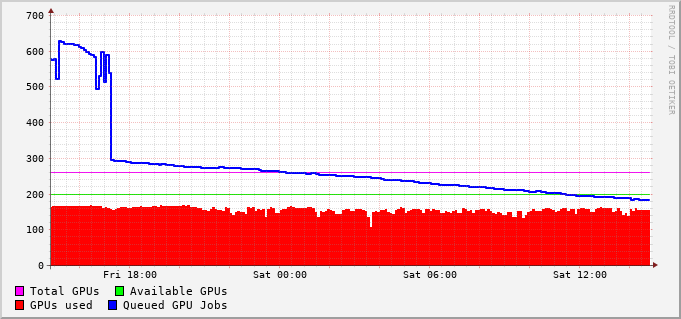 700
600
500
400
300
200
100
0
Fri 18:00 Sat 00:00 Sat 06:00 Sat 12:00
Total GPUs Available GPUs
GPUs used Queued GPU Jobs
RRDTOOL / TOBI OETIKER